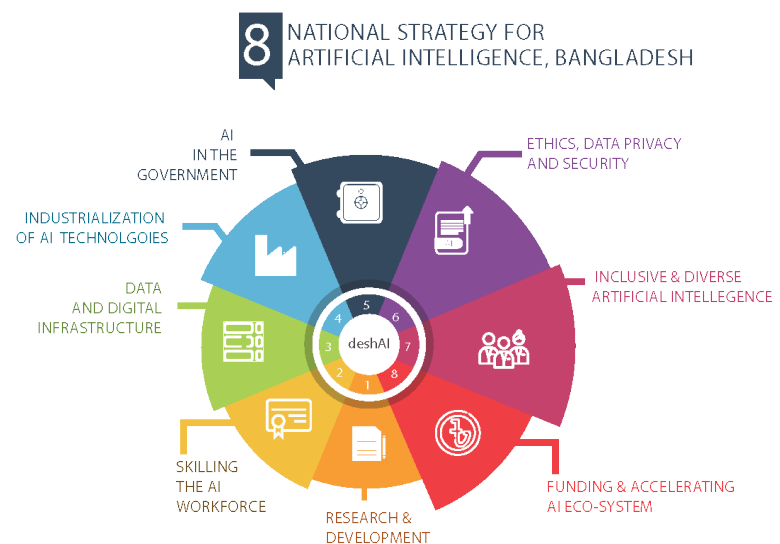 8
NATIONAL STRATEGY FOR
ARTIFICIAL INTELLIGENCE, BANGLADESH
AI
IN THE
GOVERNMENT
ETHICS, DATA PRIVACY
AND SECURITY
INDUSTRIALIZATION
OF AI TECHNOLGOIES
INCLUSIVE & DIVERSE
ARTIFICIAL INTELLEGENCE
DATA
AND DIGITAL
INFRASTRUCTURE
AI
5
4
6
3
deshAI
7
2
8
1
৳
SKILLING
THE AI
WORKFORCE
FUNDING & ACCELERATING
AI ECO-SYSTEM
RESEARCH &
DEVELOPMENT